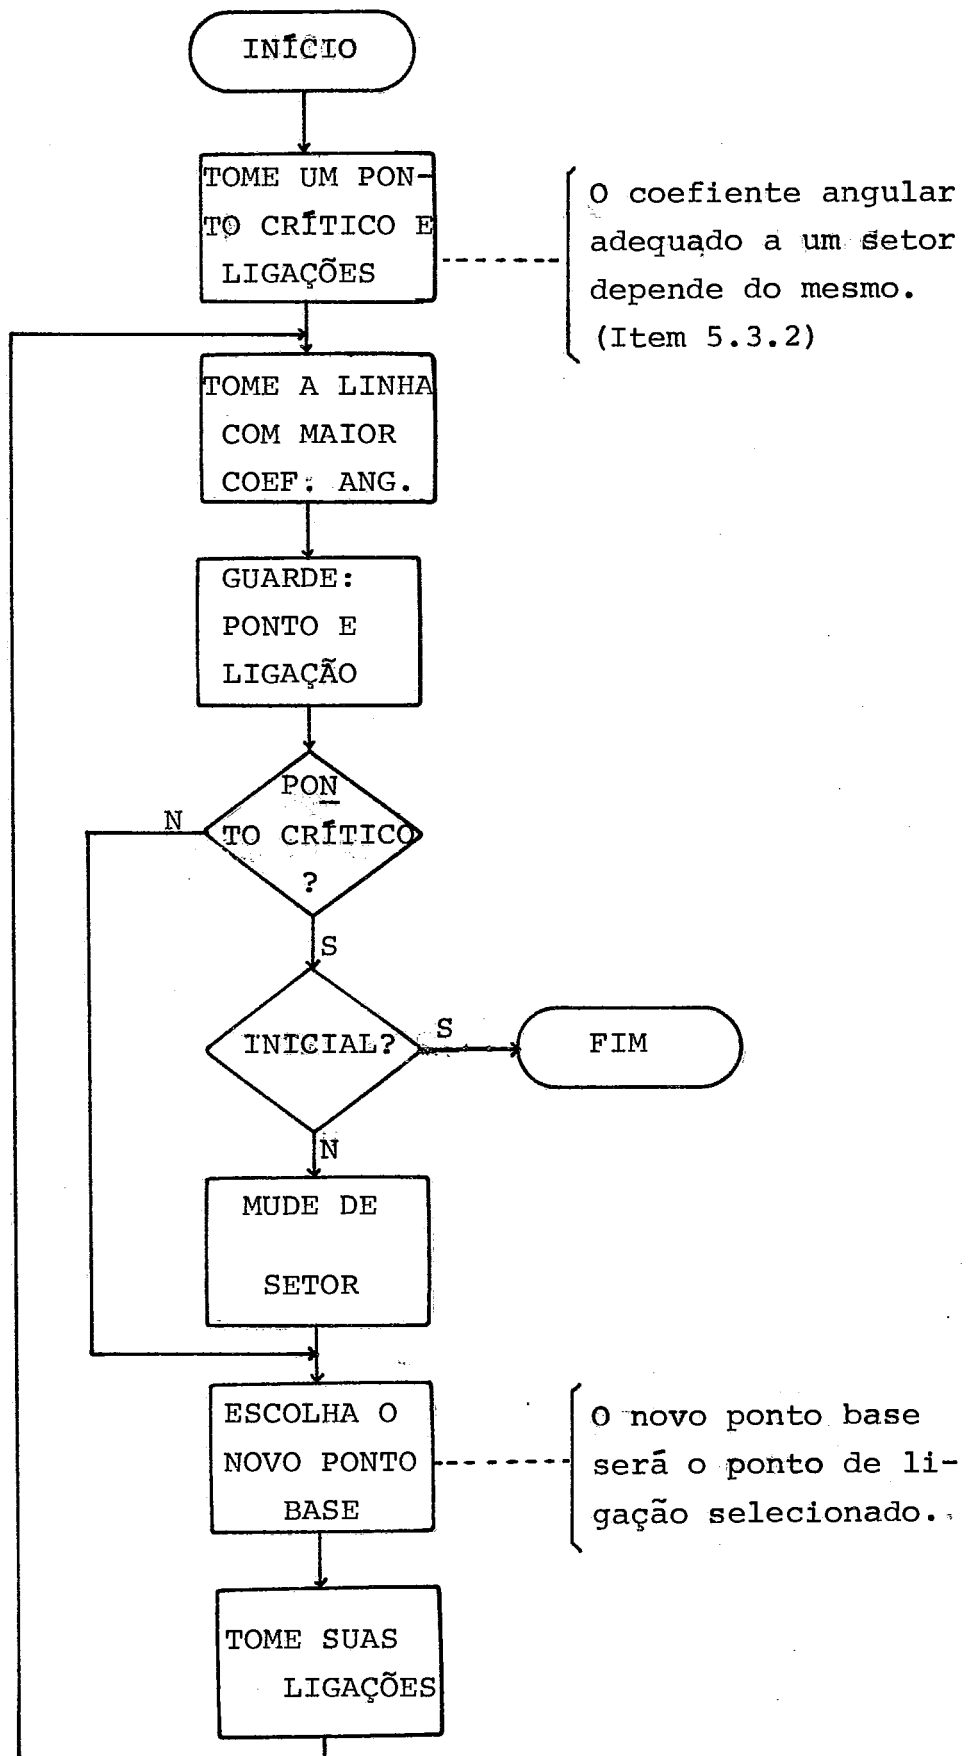 INÍCIO
TOME UM PON-
TO CRÍTICO E
LIGAÇÕES
O coefiente angular
adequado a um setor
depende do mesmo.
(Item 5.3.2)
TOME A LINHA
COM MAIOR
COEF: ANG.
GUARDE:
PONTO E
LIGAÇÃO
PON
TO CRÍTICO
?
N
S
INICIAL?
S
FIM
N
MUDE DE
SETOR
ESCOLHA O
NOVO PONTO
BASE
O novo ponto base
será o ponto de li-
gação selecionado.
TOME SUAS
LIGAÇÕES